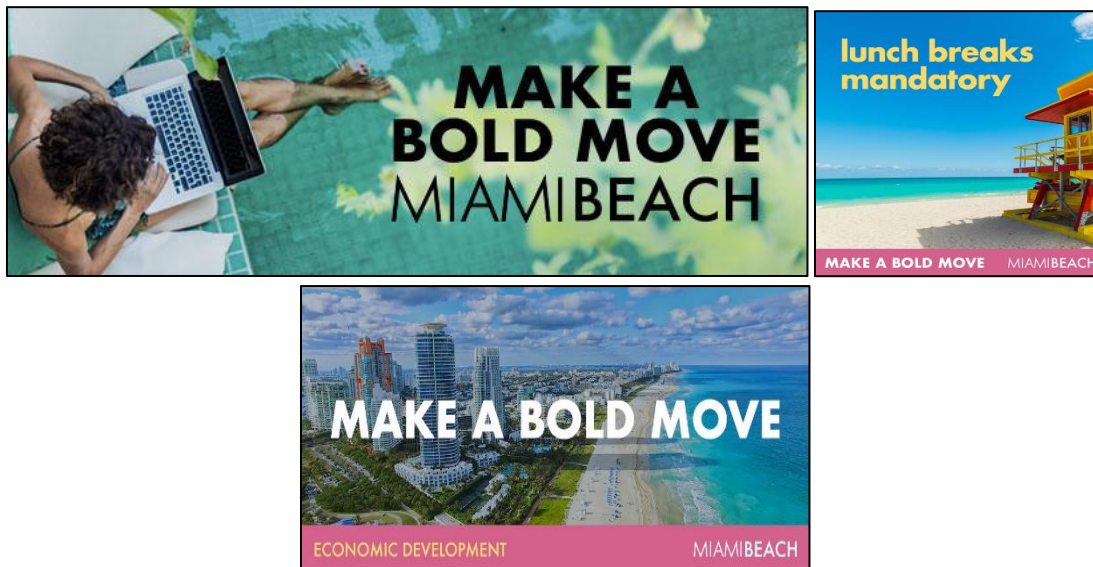 MAKE A
BOLD MOVE
MIAMIBEACH
lunch breaks
mandatory
MAKE A BOLD MOVE MIAMIBEACH
MAKE A BOLD MOVE
ECONOMIC DEVELOPMENT MIAMIBEACH